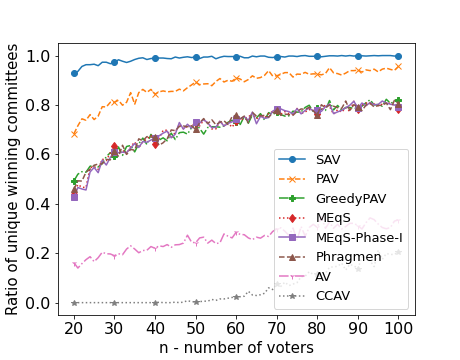 Ratio of unique winning committees
1.0
0.8
0.6
0.4
0.2
0.0
SAV
PAV
GreedyPAV
MEqS
MEqS-Phase-I
Phragmen
AV
CCAV
20 30 40 50 60 70 80 90 100
n - number of voters